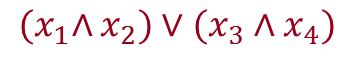 (x₁∧ x₂) ∨ (x₃ ∧ x₄)